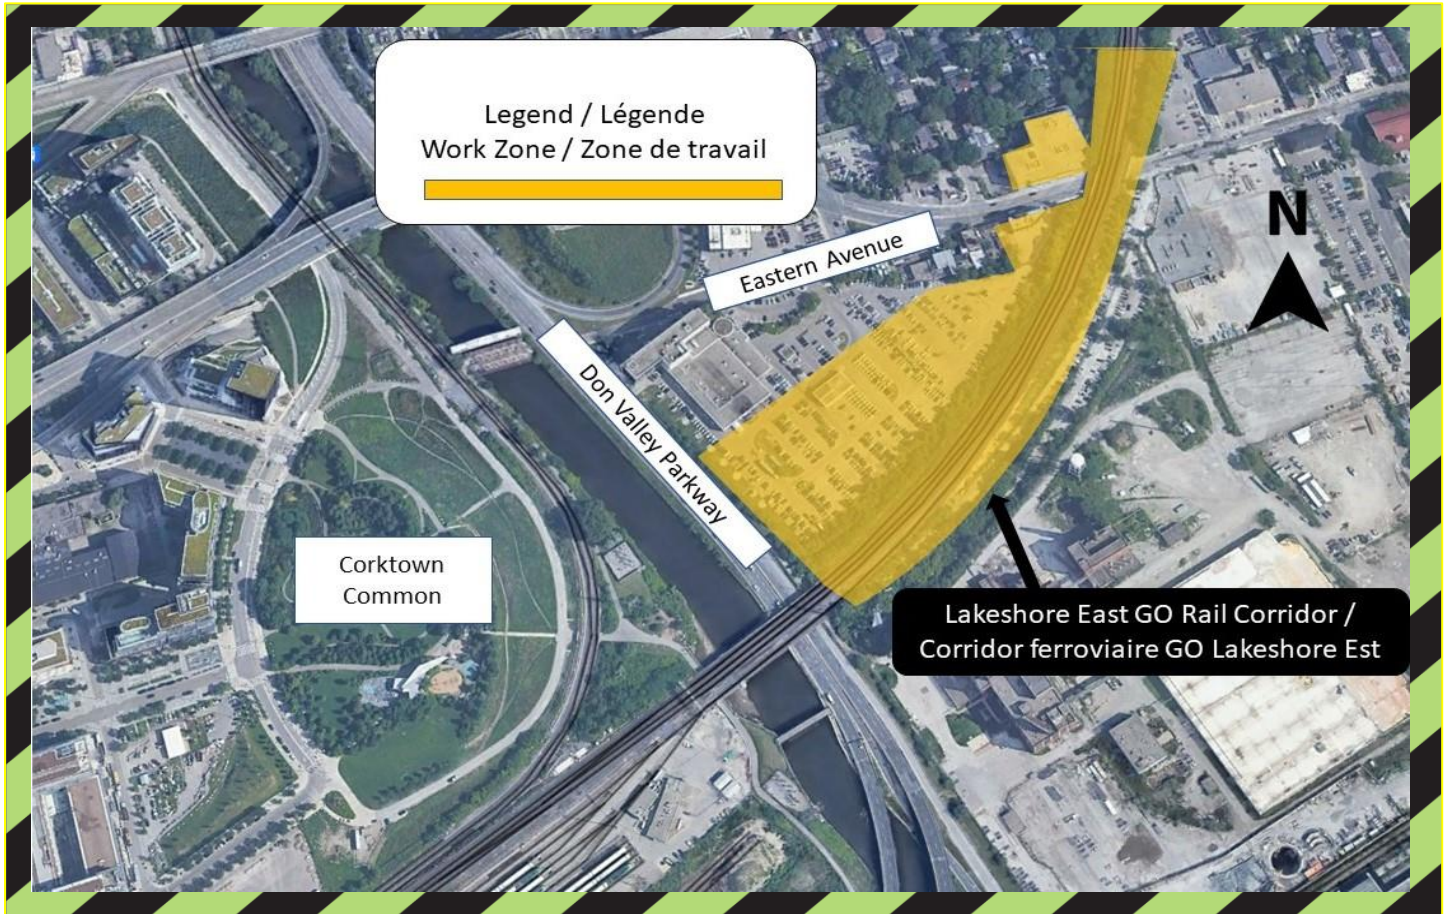 Legend / Légende
Work Zone / Zone de travail
N
Eastern Avenue
Don Valley Parkway
Corktown
Common
Lakeshore East GO Rail Corridor /
Corridor ferroviaire GO Lakeshore Est